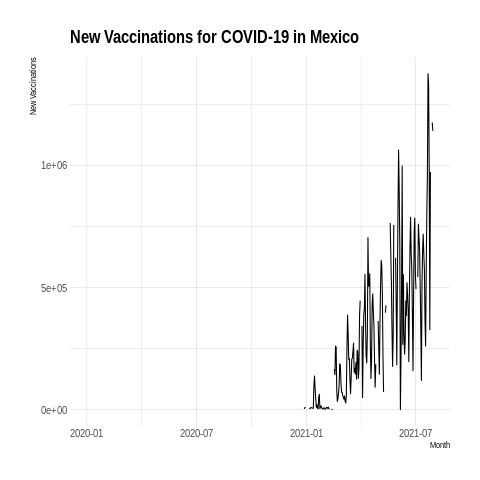 New Vaccinations for COVID-19 in Mexico
New Vaccinations
1e+06
5e+05
0e+00
2020-01 2020-07 2021-01 2021-07
Month